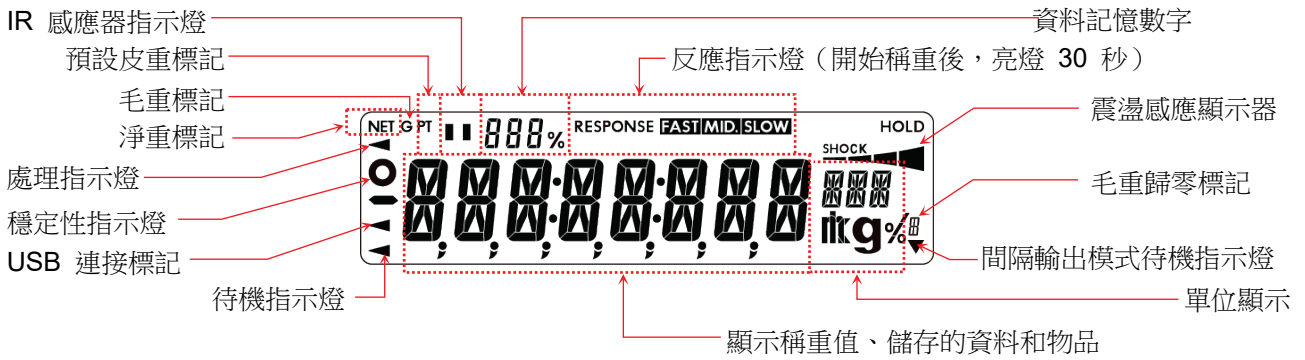 IR 感應器指示燈
資料記憶數字
預設皮重標記
反應指示燈（開始稱重後，亮燈 30 秒）
毛重標記
震盪感應顯示器
淨重標記
NET G PT
888%
RESPONSE FAST MID. SLOW
HOLD
SHOCK
處理指示燈
毛重歸零標記
穩定性指示燈
kg%
USB 連接標記
間隔輸出模式待機指示燈
待機指示燈
單位顯示
顯示稱重值、儲存的資料和物品